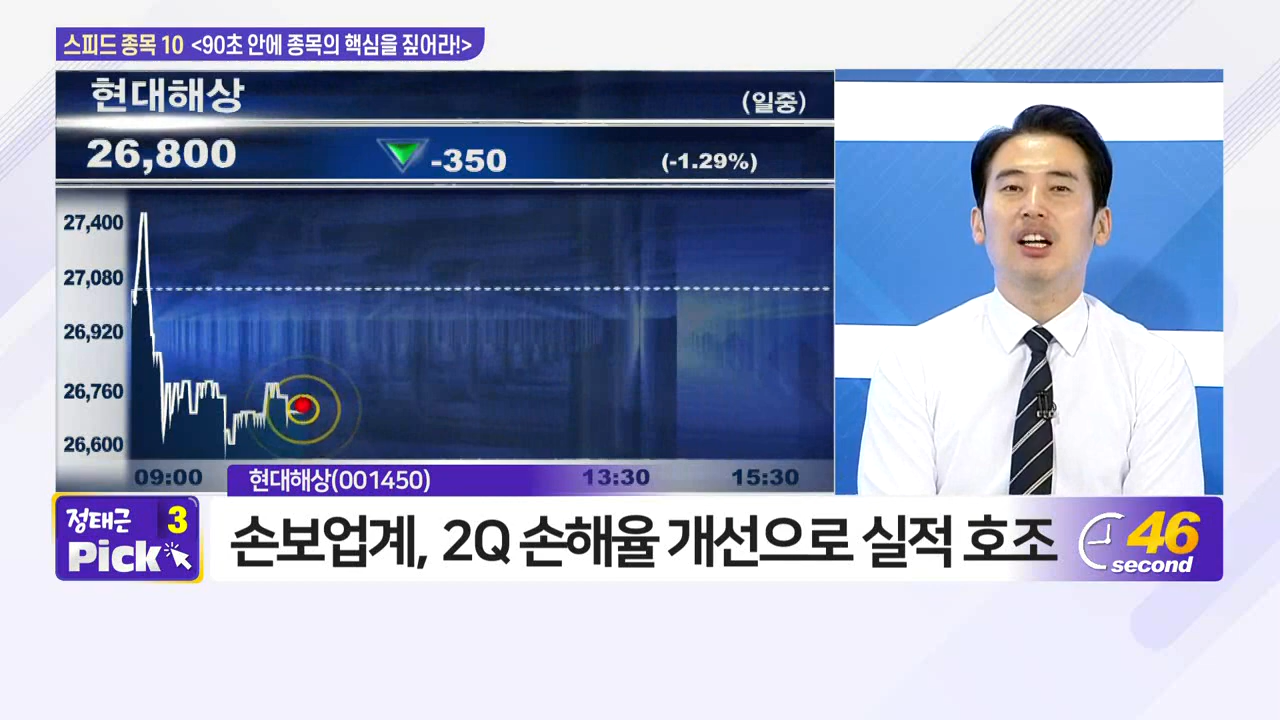 스피드 종목 10 <90초 안에 종목의 핵심을 짚어라!>
현대해상
(일중)
26,800
-350
(-1.29%)
27,400
27,080
26,920
26,760
26,600
09:00
13:30
15:30
현대해상(001450)
정태근 3
Pick
손보업계, 2Q 손해율 개선으로 실적 호조
46
second